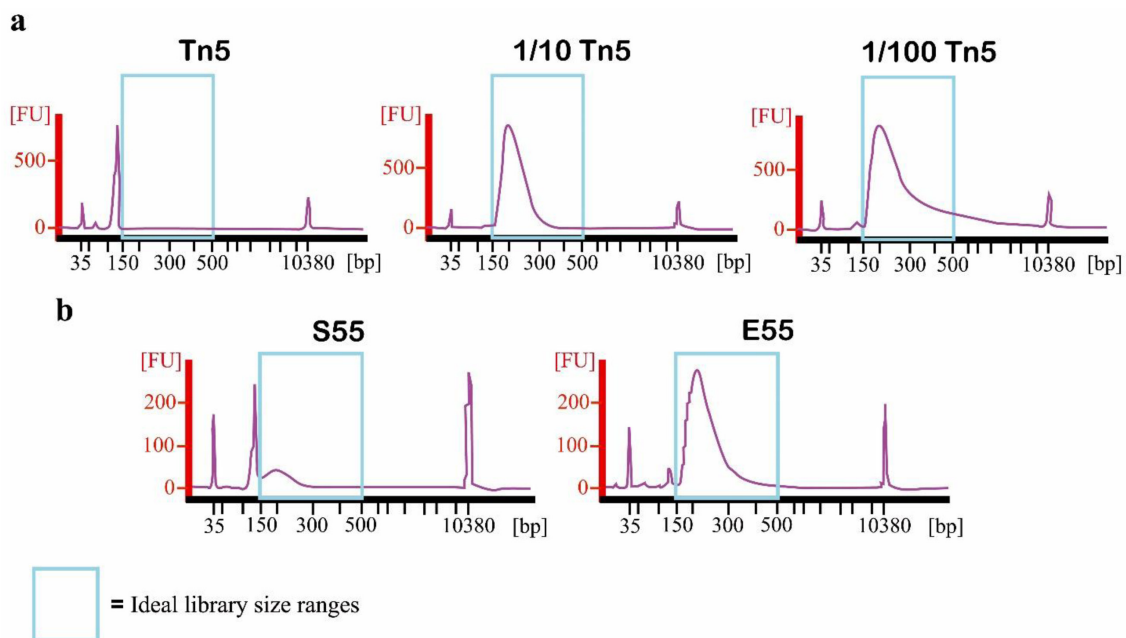 a
Tn5 1/10 Tn5 1/100 Tn5
[FU] [FU] [FU]
500 500 500
0 0 0
35 150 300 500 10380 [bp] 35 150 300 500 10380 [bp] 35 150 300 500 10380 [bp]
b
S55 E55
[FU] [FU]
200 200
100 100
0 0
35 150 300 500 10380 [bp] 35 150 300 500 10380 [bp]
= Ideal library size ranges